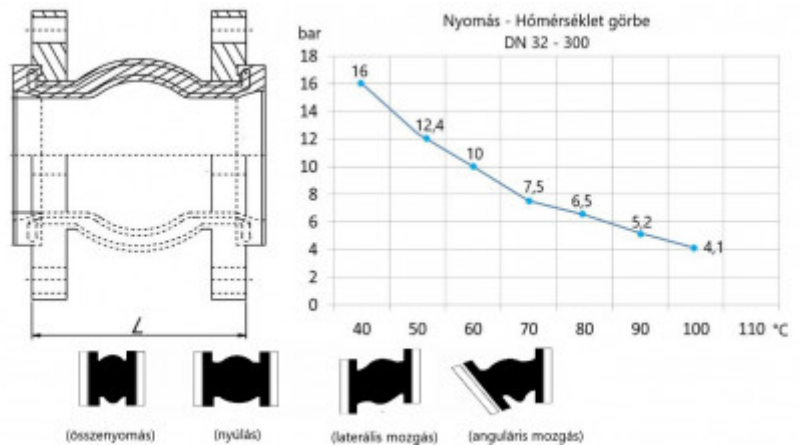 Nyomás - Hőmérséklet görbe
DN 32 - 300
bar
18
16
14
12
10
8
6
4
2
0
16
12,4
10
7,5
6,5
5,2
4,1
40 50 60 70 80 90 100 110 °C
L
(összenyomás) (nyúlás) (laterális mozgás) (anguláris mozgás)